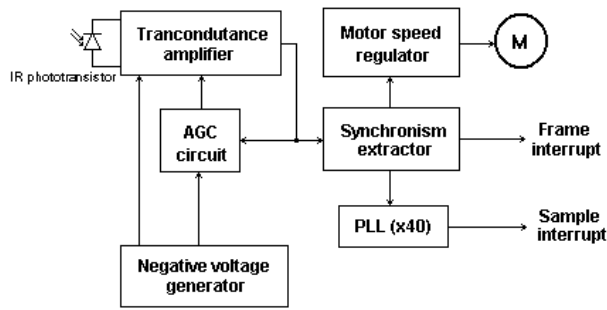 Trancondutance
amplifier
IR phototransistor
Motor speed
regulator
M
AGC
circuit
Synchronism
extractor
Frame
interrupt
PLL (x40)
Sample
interrupt
Negative voltage
generator